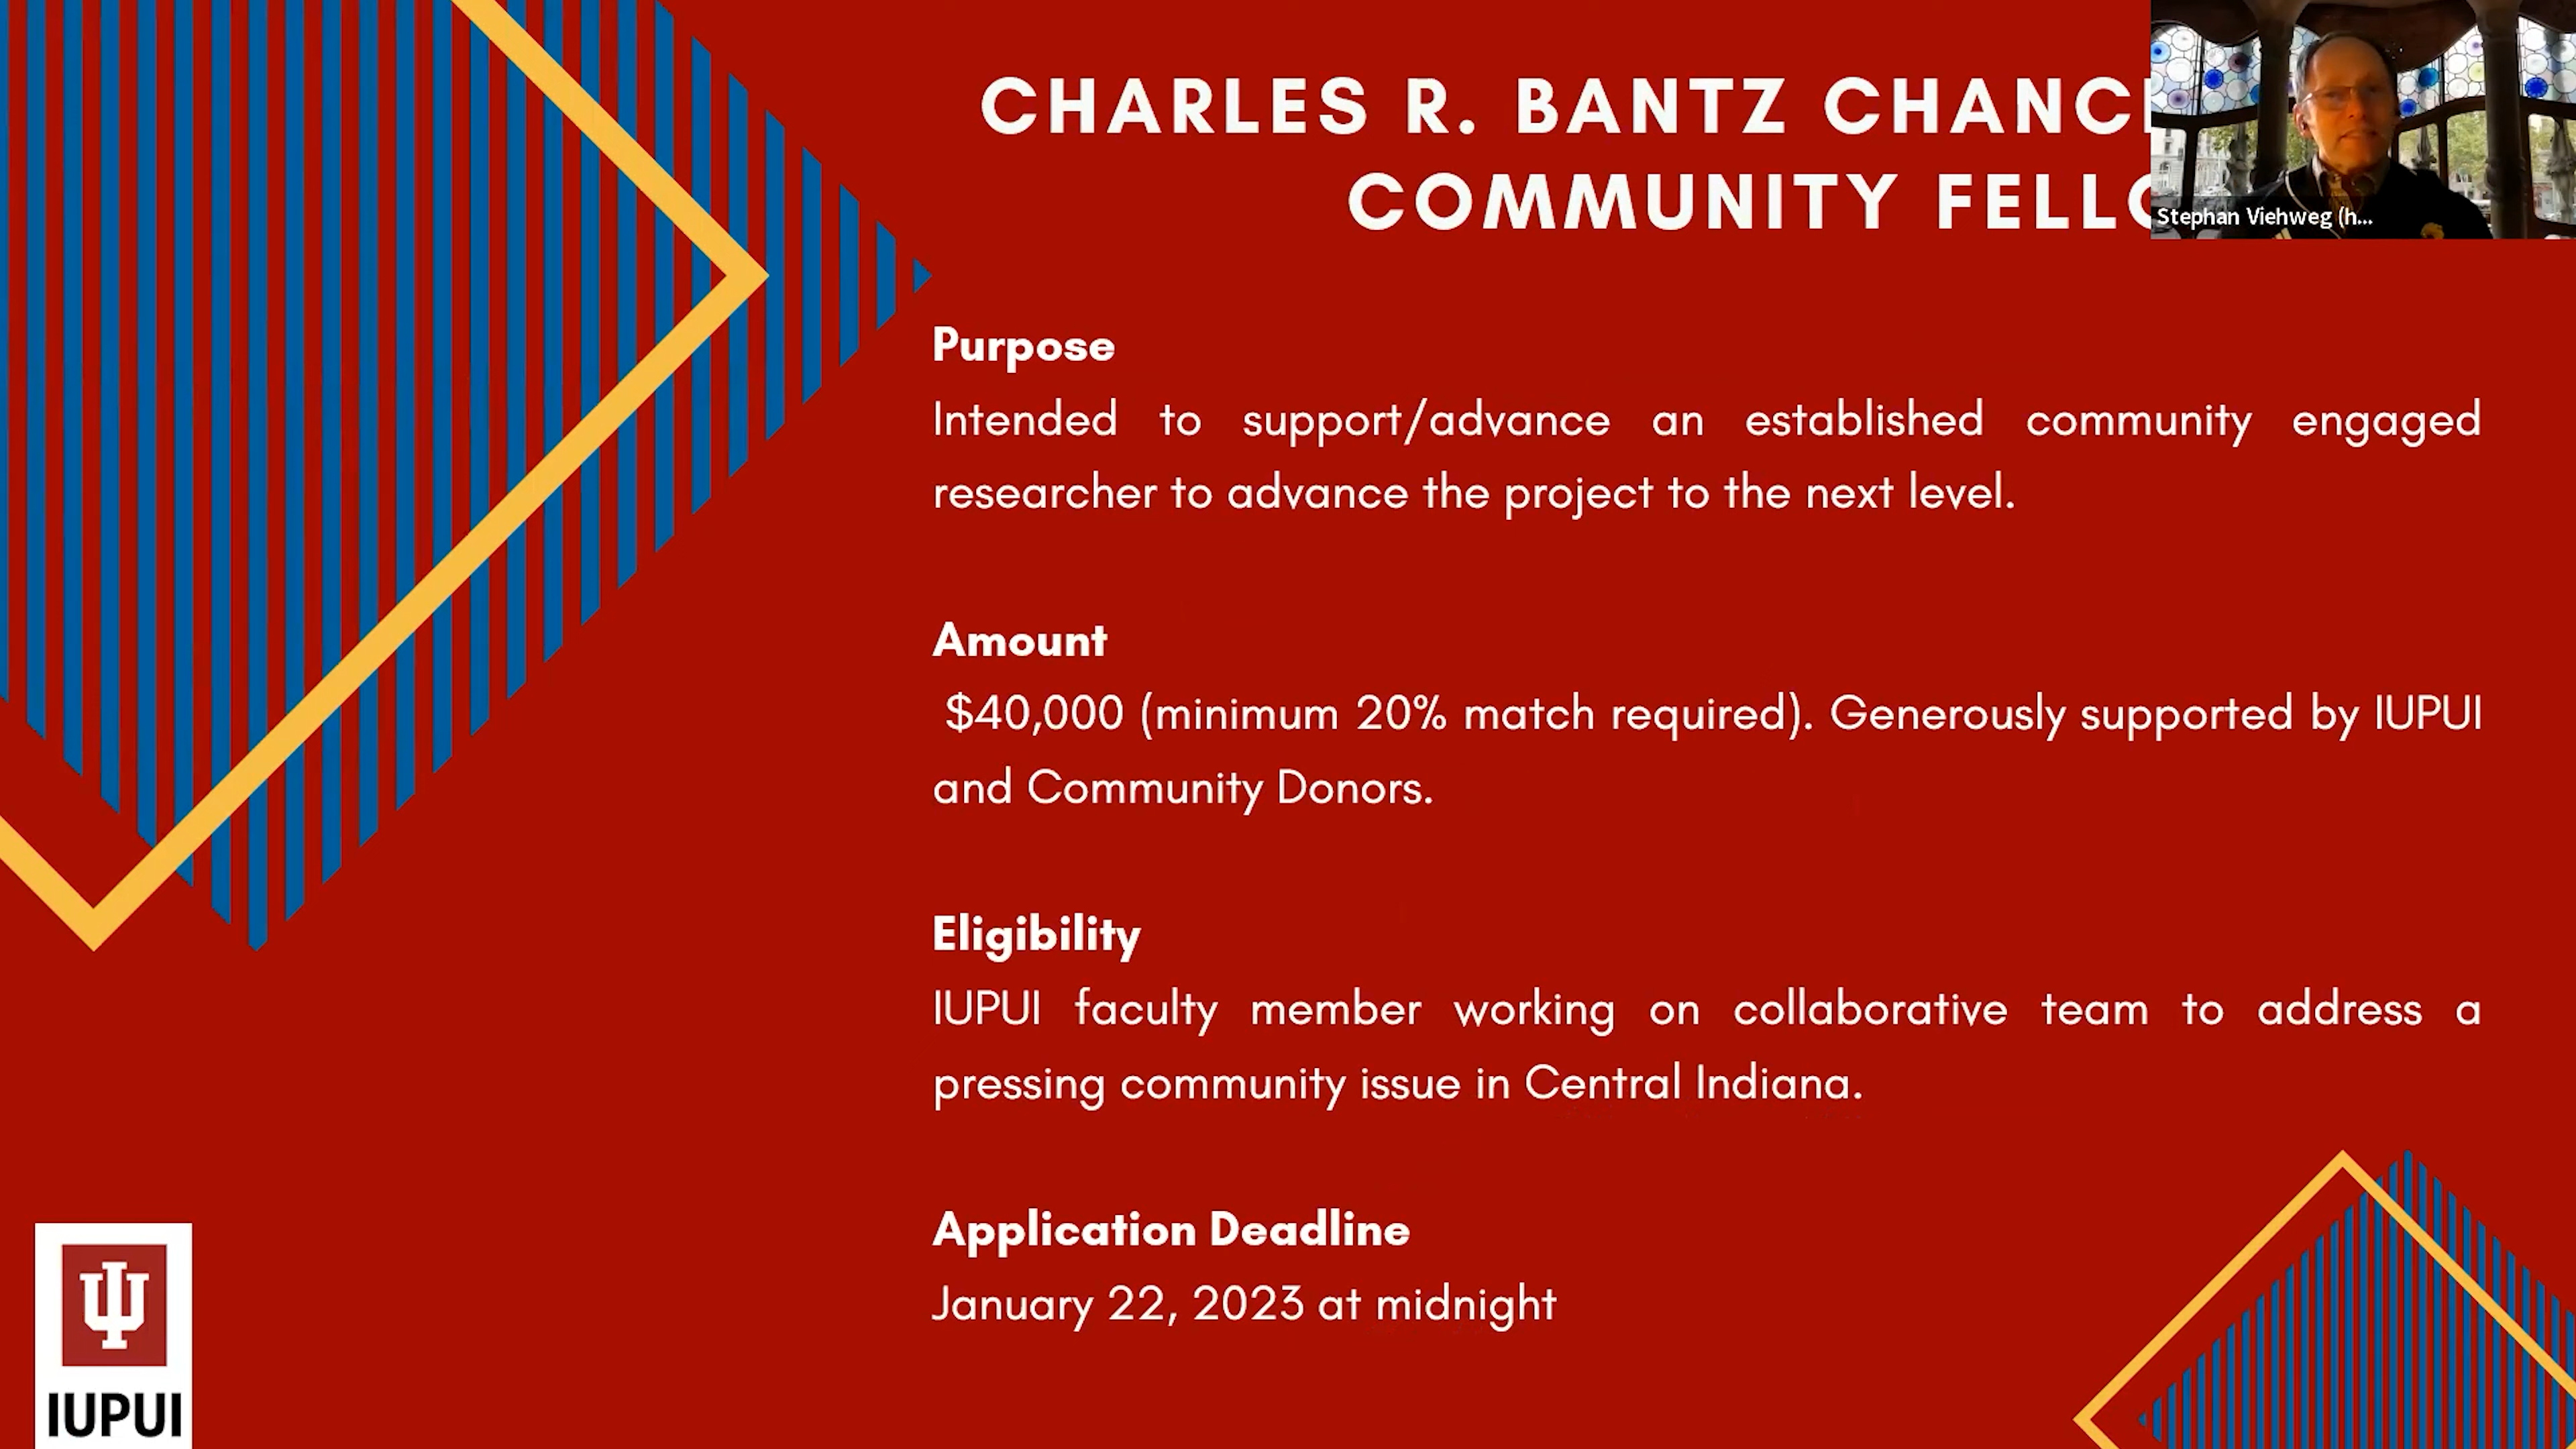 CHARLES R. BANTZ CHANC
COMMUNITY FELL
Stephan Viehweg (h...
Purpose
Intended to support/advance an established community engaged
researcher to advance the project to the next level.
Amount
$40,000 (minimum 20% match required). Generously supported by IUPUI
and Community Donors.
Eligibility
IUPUI faculty member working on collaborative team to address a
pressing community issue in Central Indiana.
Application Deadline
January 22, 2023 at midnight
IUPUI